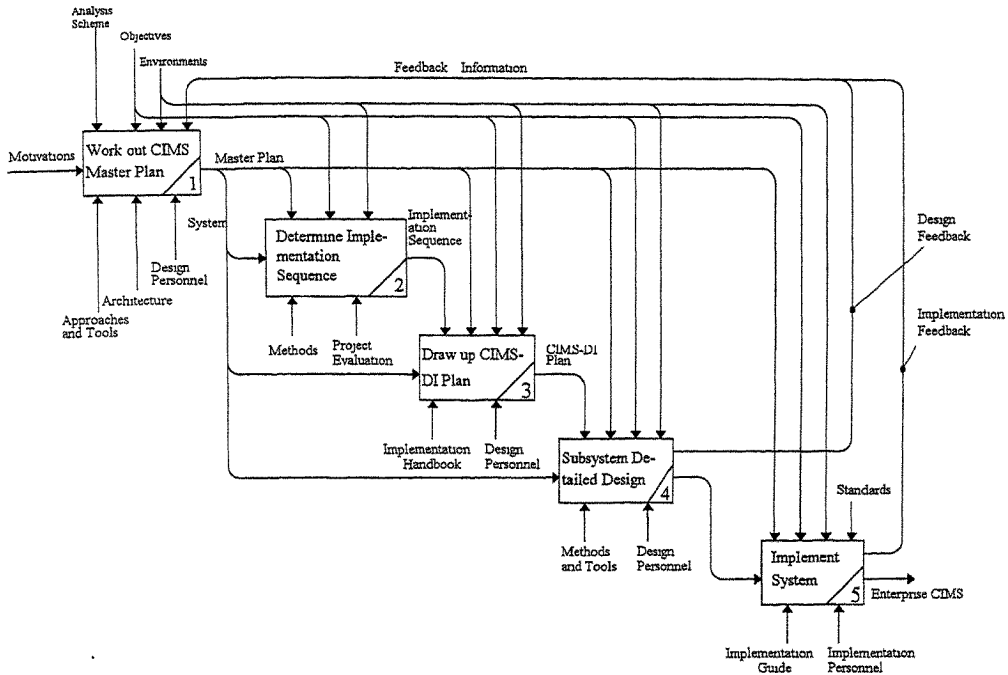 Analysis
Scheme
Objectives
Environments
Feedback Information
Motivations
Work out CIMS
Master Plan
1
Master Plan
System
Design
Personnel
Architecture
Approaches
and Tools
Determine Imple-
mentation
Sequence
2
Implement-
ation
Sequence
Methods
Project
Evaluation
Draw up CIMS-
DI Plan
3
CIMS-DI
Plan
Implementation
Handbook
Design
Personnel
Subsystem De-
tailed Design
4
Methods
and Tools
Design
Personnel
Design
Feedback
Implementation
Feedback
Standards
Implement
System
5
Enterprise CIMS
Implementation
Guide
Implementation
Personnel